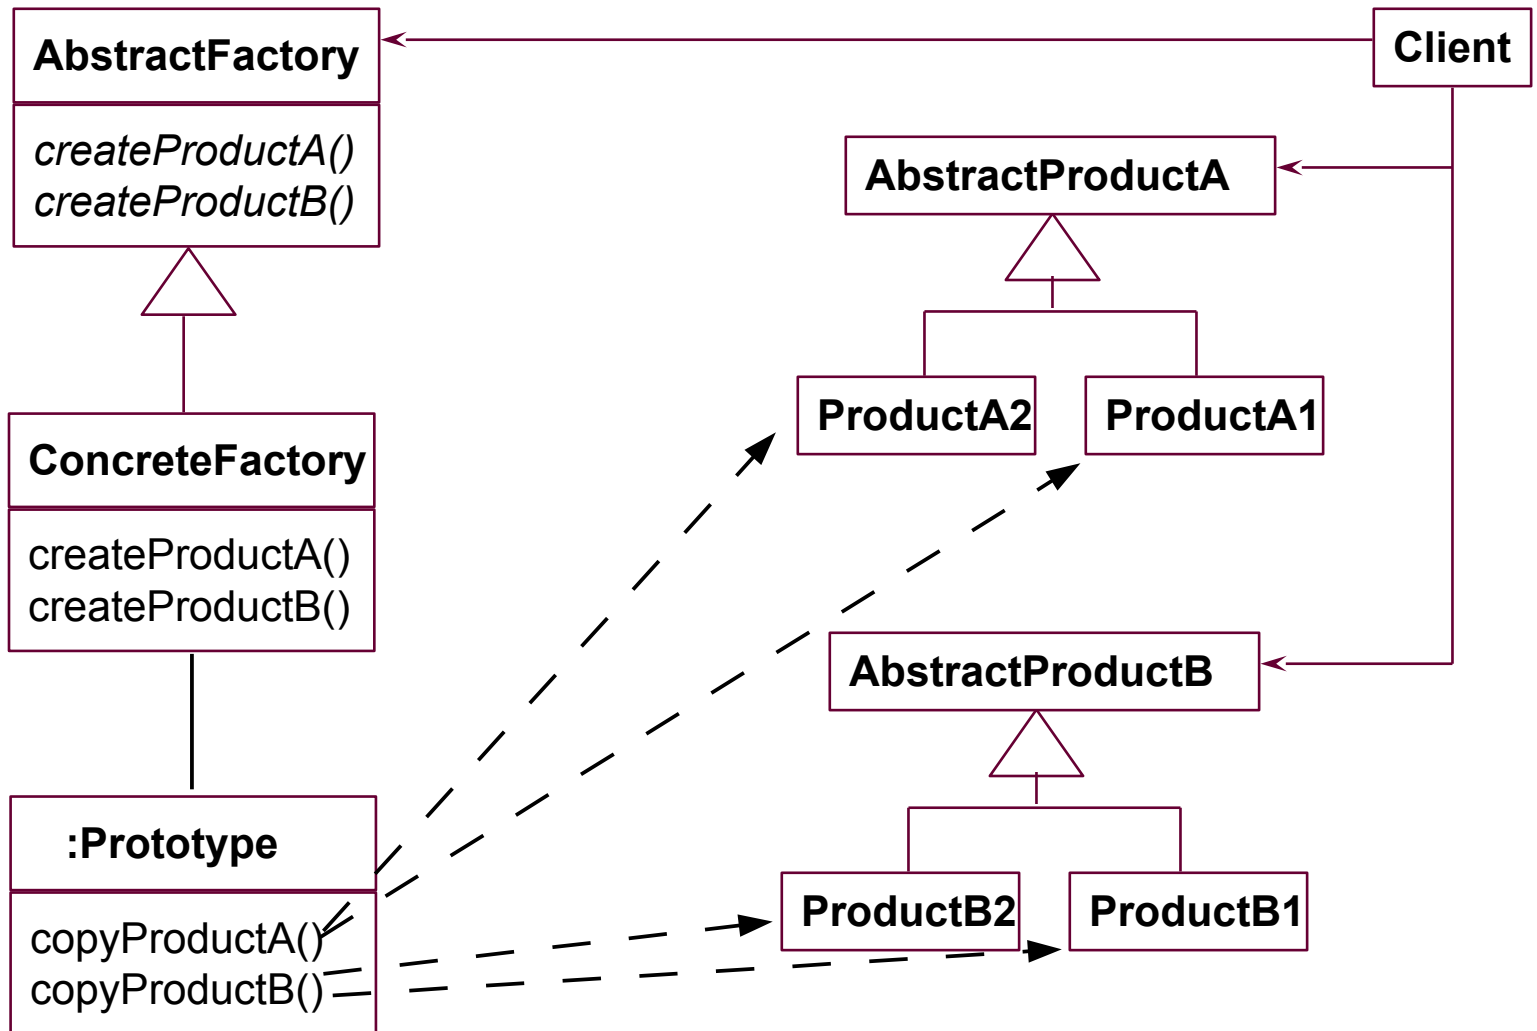 AbstractFactory
createProductA()
createProductB()
Client
AbstractProductA
ProductA2
ProductA1
ConcreteFactory
createProductA()
createProductB()
AbstractProductB
ProductB2
ProductB1
:Prototype
copyProductA()
copyProductB()